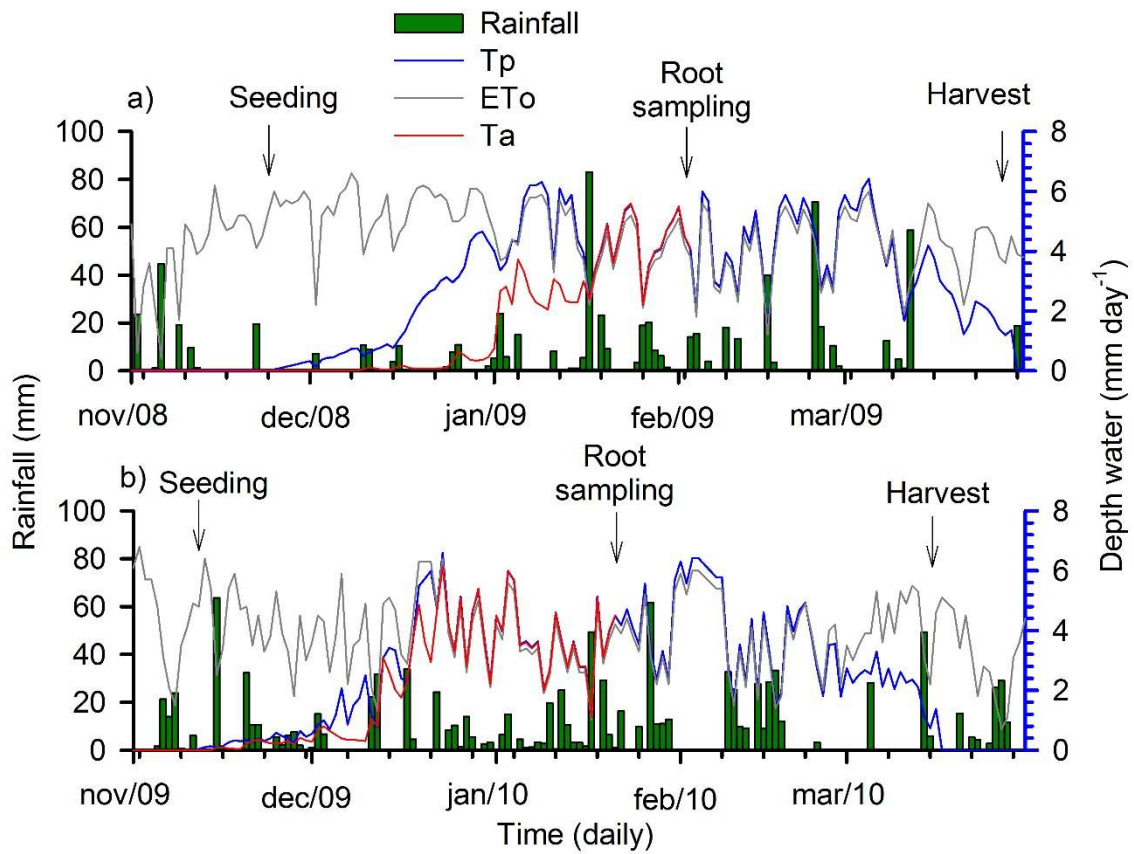 Rainfall
Tp
ETo
Ta
a)
Seeding
Root
sampling
Harvest
100
80
60
40
20
0
8
6
4
2
0
nov/08
dec/08
jan/09
feb/09
mar/09
b)
Seeding
Root
sampling
Harvest
100
80
60
40
20
0
8
6
4
2
0
nov/09
dec/09
jan/10
feb/10
mar/10
Rainfall (mm)
Depth water (mm day⁻¹)
Time (daily)